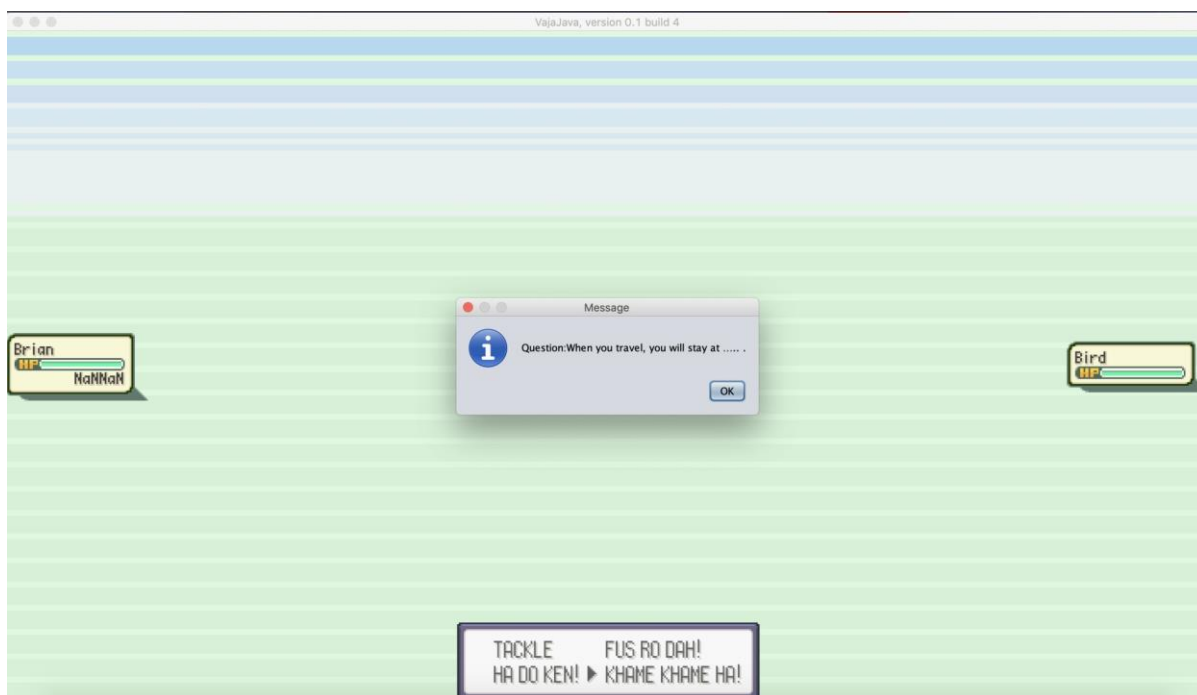 VajaJava, version 0.1 build 4
Message
Question:When you travel, you will stay at ..... .
OK
Brian
HP
NaNNaN
Bird
HP
TACKLE FUS RO DAH!
HA DO KEN! ▶ KHAME KHAME HA!